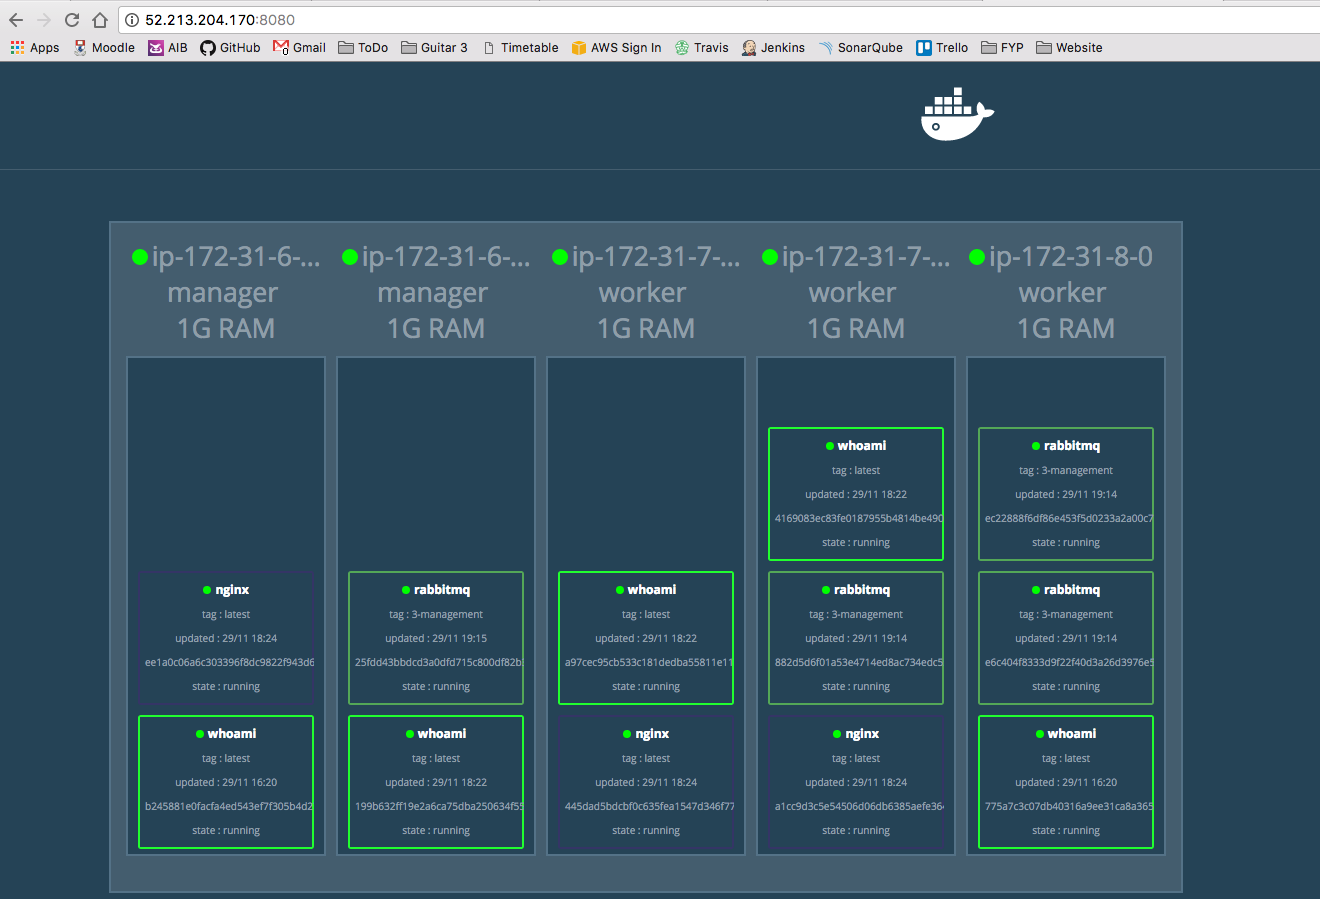 52.213.204.170:8080
Apps Moodle AIB GitHub Gmail ToDo Guitar 3 Timetable AWS Sign In Travis Jenkins SonarQube Trello FYP Website
ip-172-31-6-...
manager
1G RAM
nginx
tag : latest
updated : 29/11 18:24
ee1a0c06a6c303396f8dc9822f943d6
state : running
whoami
tag : latest
updated : 29/11 16:20
b245881e0facfa4ed543ef7f305b4d2
state : running
ip-172-31-6-...
manager
1G RAM
rabbitmq
tag : 3-management
updated : 29/11 19:15
25fdd43bbdcd3a0dfd715c800df82b
state : running
whoami
tag : latest
updated : 29/11 18:22
199b632ff19e2a6ca75dba250634f55
state : running
ip-172-31-7-...
worker
1G RAM
whoami
tag : latest
updated : 29/11 18:22
a97cec95cb533c181dedba55811e11
state : running
nginx
tag : latest
updated : 29/11 18:24
445dad5bdcbf0c635fea1547d346f77
state : running
ip-172-31-7-...
worker
1G RAM
whoami
tag : latest
updated : 29/11 18:22
4169083ec83fe0187955b4814be490
state : running
rabbitmq
tag : 3-management
updated : 29/11 19:14
882d5d6f01a53e4714ed8ac734edc5
state : running
nginx
tag : latest
updated : 29/11 18:24
a1cc9d3c5e54506d06db6385aefe364
state : running
ip-172-31-8-0
worker
1G RAM
rabbitmq
tag : 3-management
updated : 29/11 19:14
ec22888f6df86e453f5d0233a2a00c7
state : running
rabbitmq
tag : 3-management
updated : 29/11 19:14
e6c404f8333d9f22f40d3a26d3976e5
state : running
whoami
tag : latest
updated : 29/11 16:20
775a7c3c07db40316a9ee31ca8a365
state : running